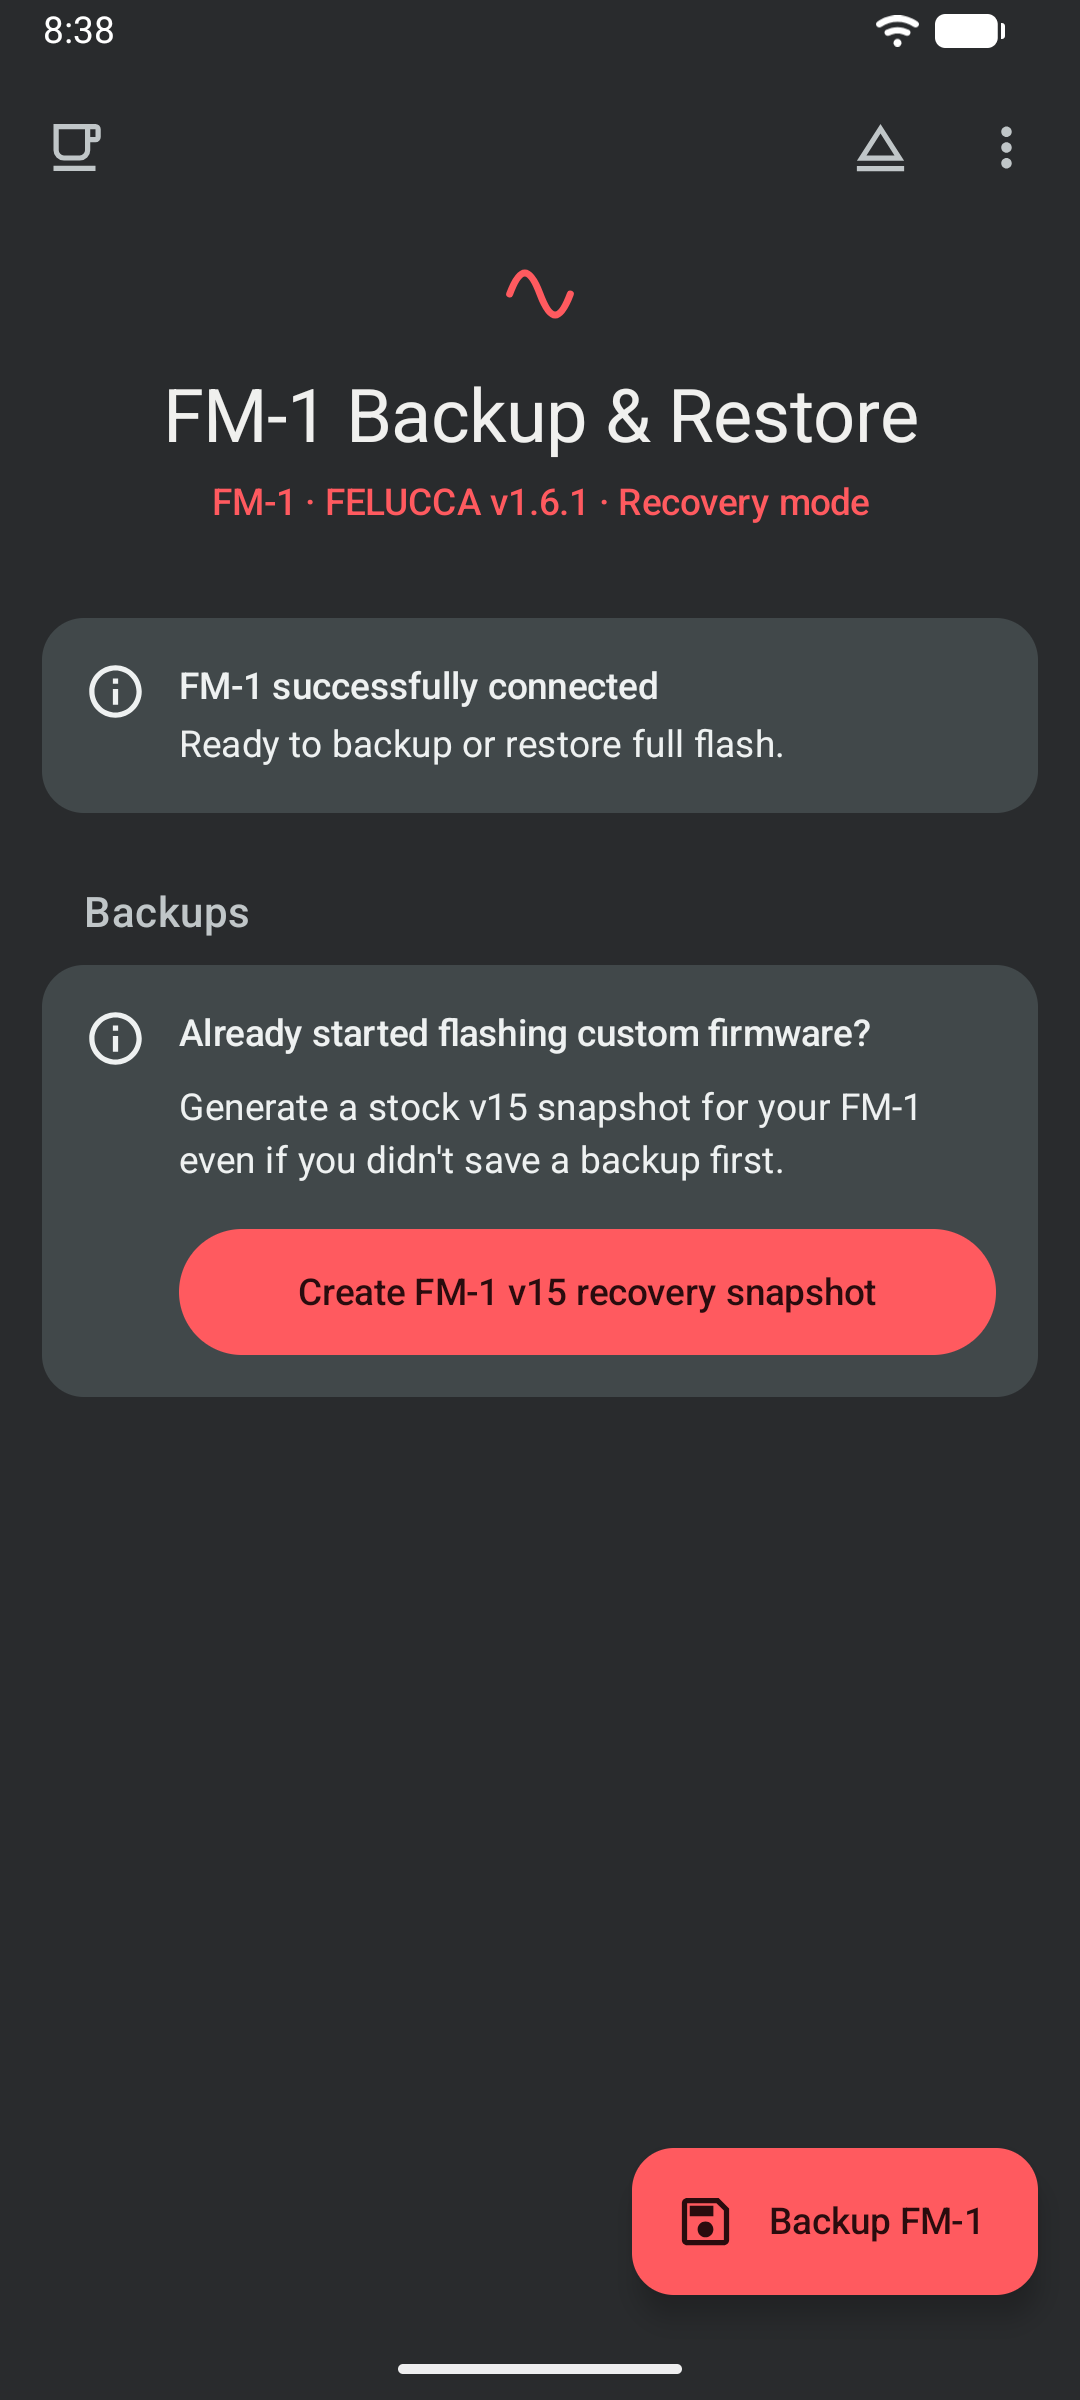 8:38
FM-1 Backup & Restore
FM-1 · FELUCCA v1.6.1 · Recovery mode
FM-1 successfully connected
Ready to backup or restore full flash.
Backups
Already started flashing custom firmware?
Generate a stock v15 snapshot for your FM-1
even if you didn't save a backup first.
Create FM-1 v15 recovery snapshot
Backup FM-1